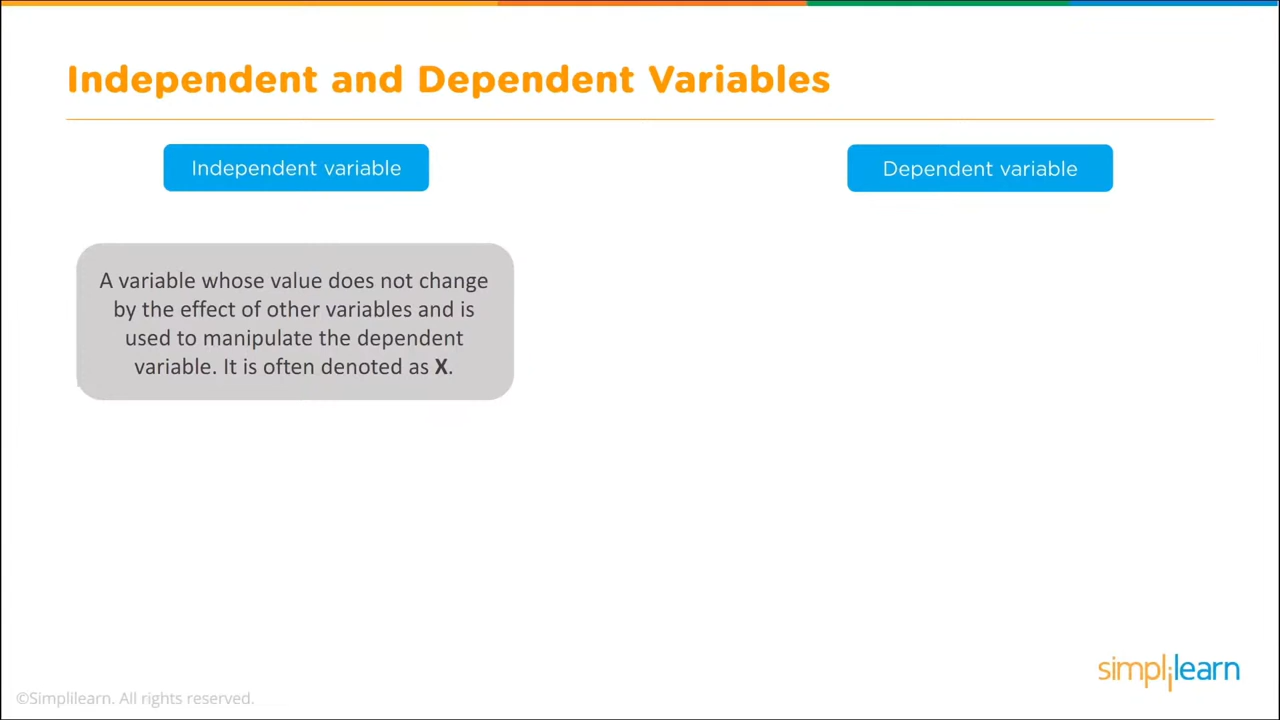 Independent and Dependent Variables
Independent variable
Dependent variable
A variable whose value does not change
by the effect of other variables and is
used to manipulate the dependent
variable. It is often denoted as X.
simplilearn
©Simplilearn. All rights reserved.